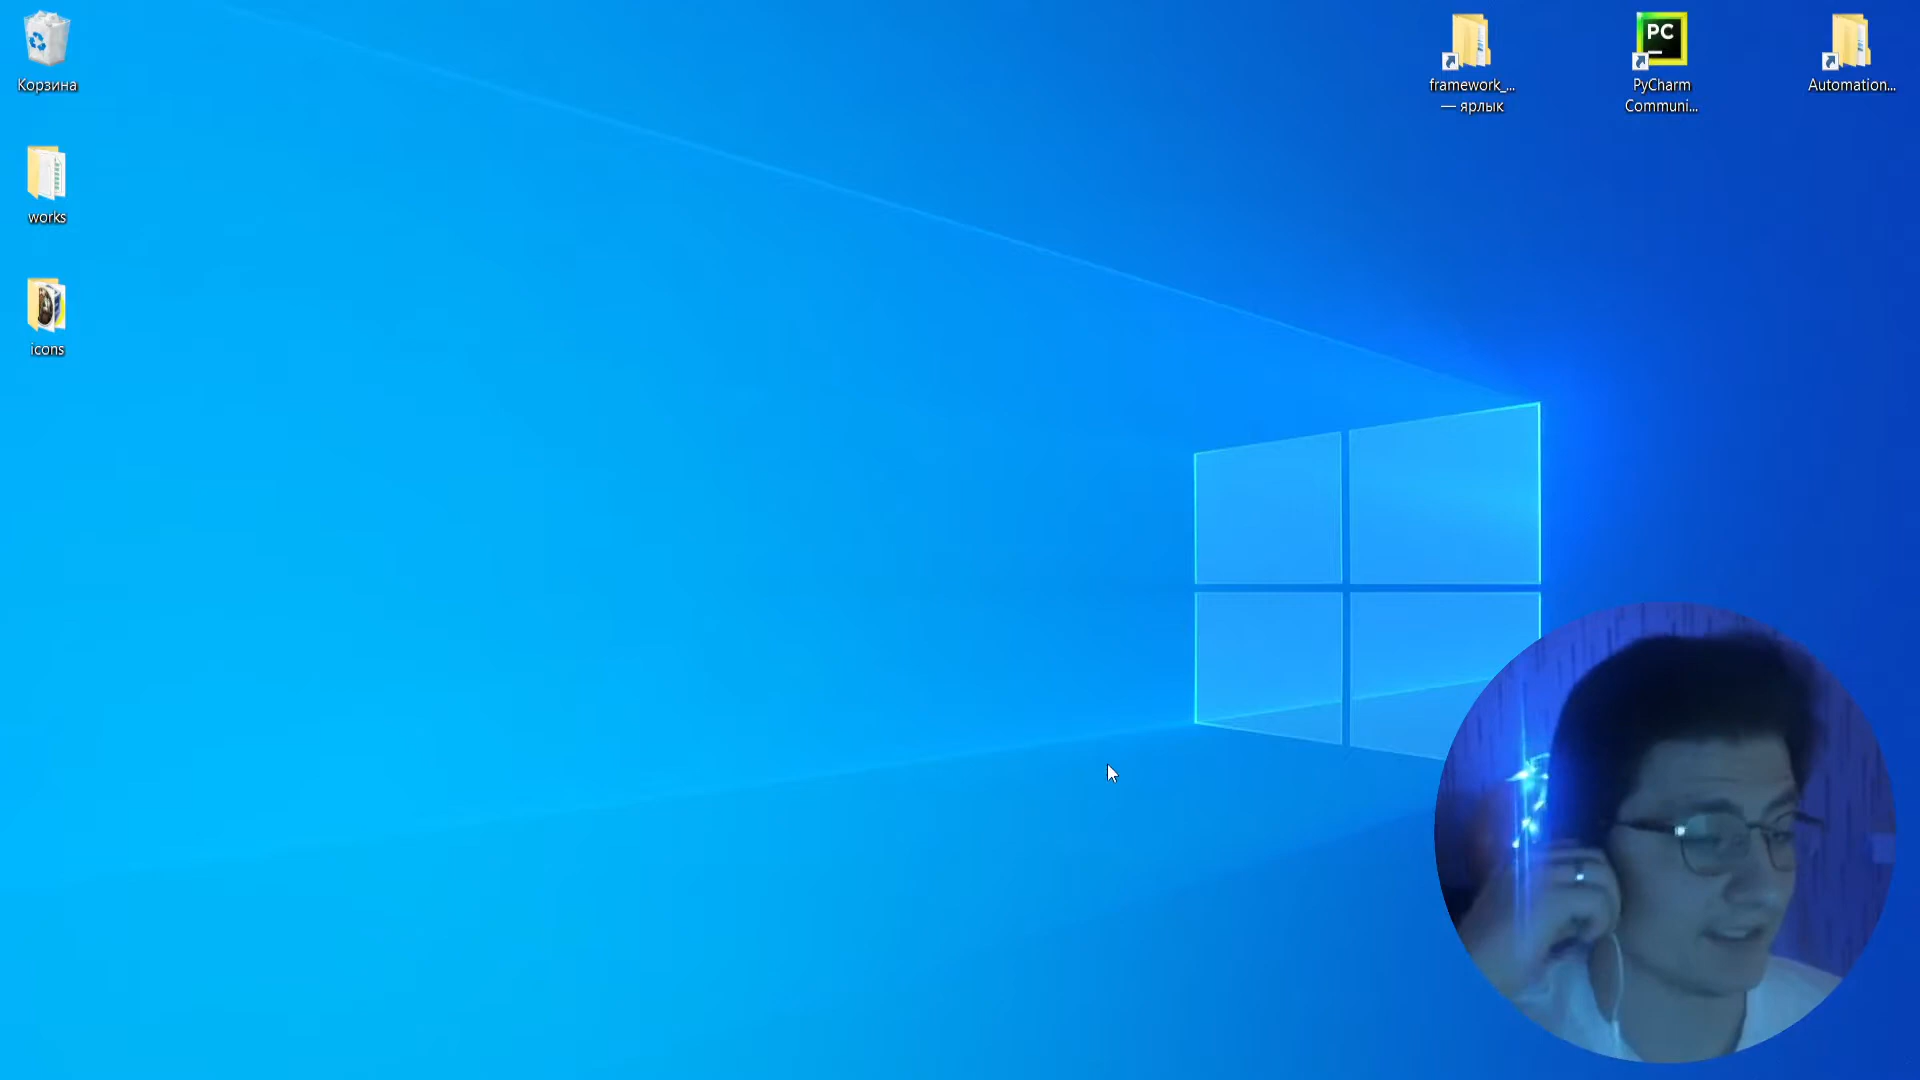 Корзина
works
icons
framework_...
— ярлык
PC
PyCharm
Communi...
Automation...